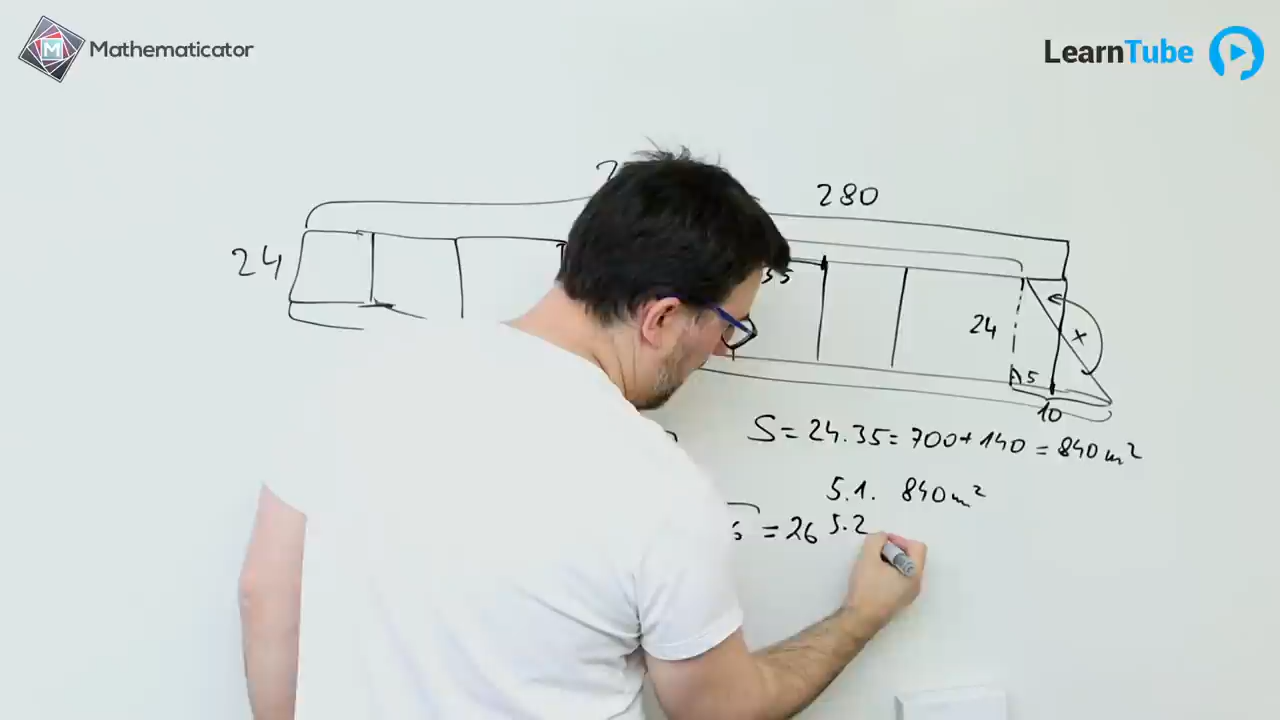 Mathematicator
LearnTube
280
24
35
24
x
5
10
S = 24.35 = 700 + 140 = 840 m²
5.1. 840 m²
= 26
5.2